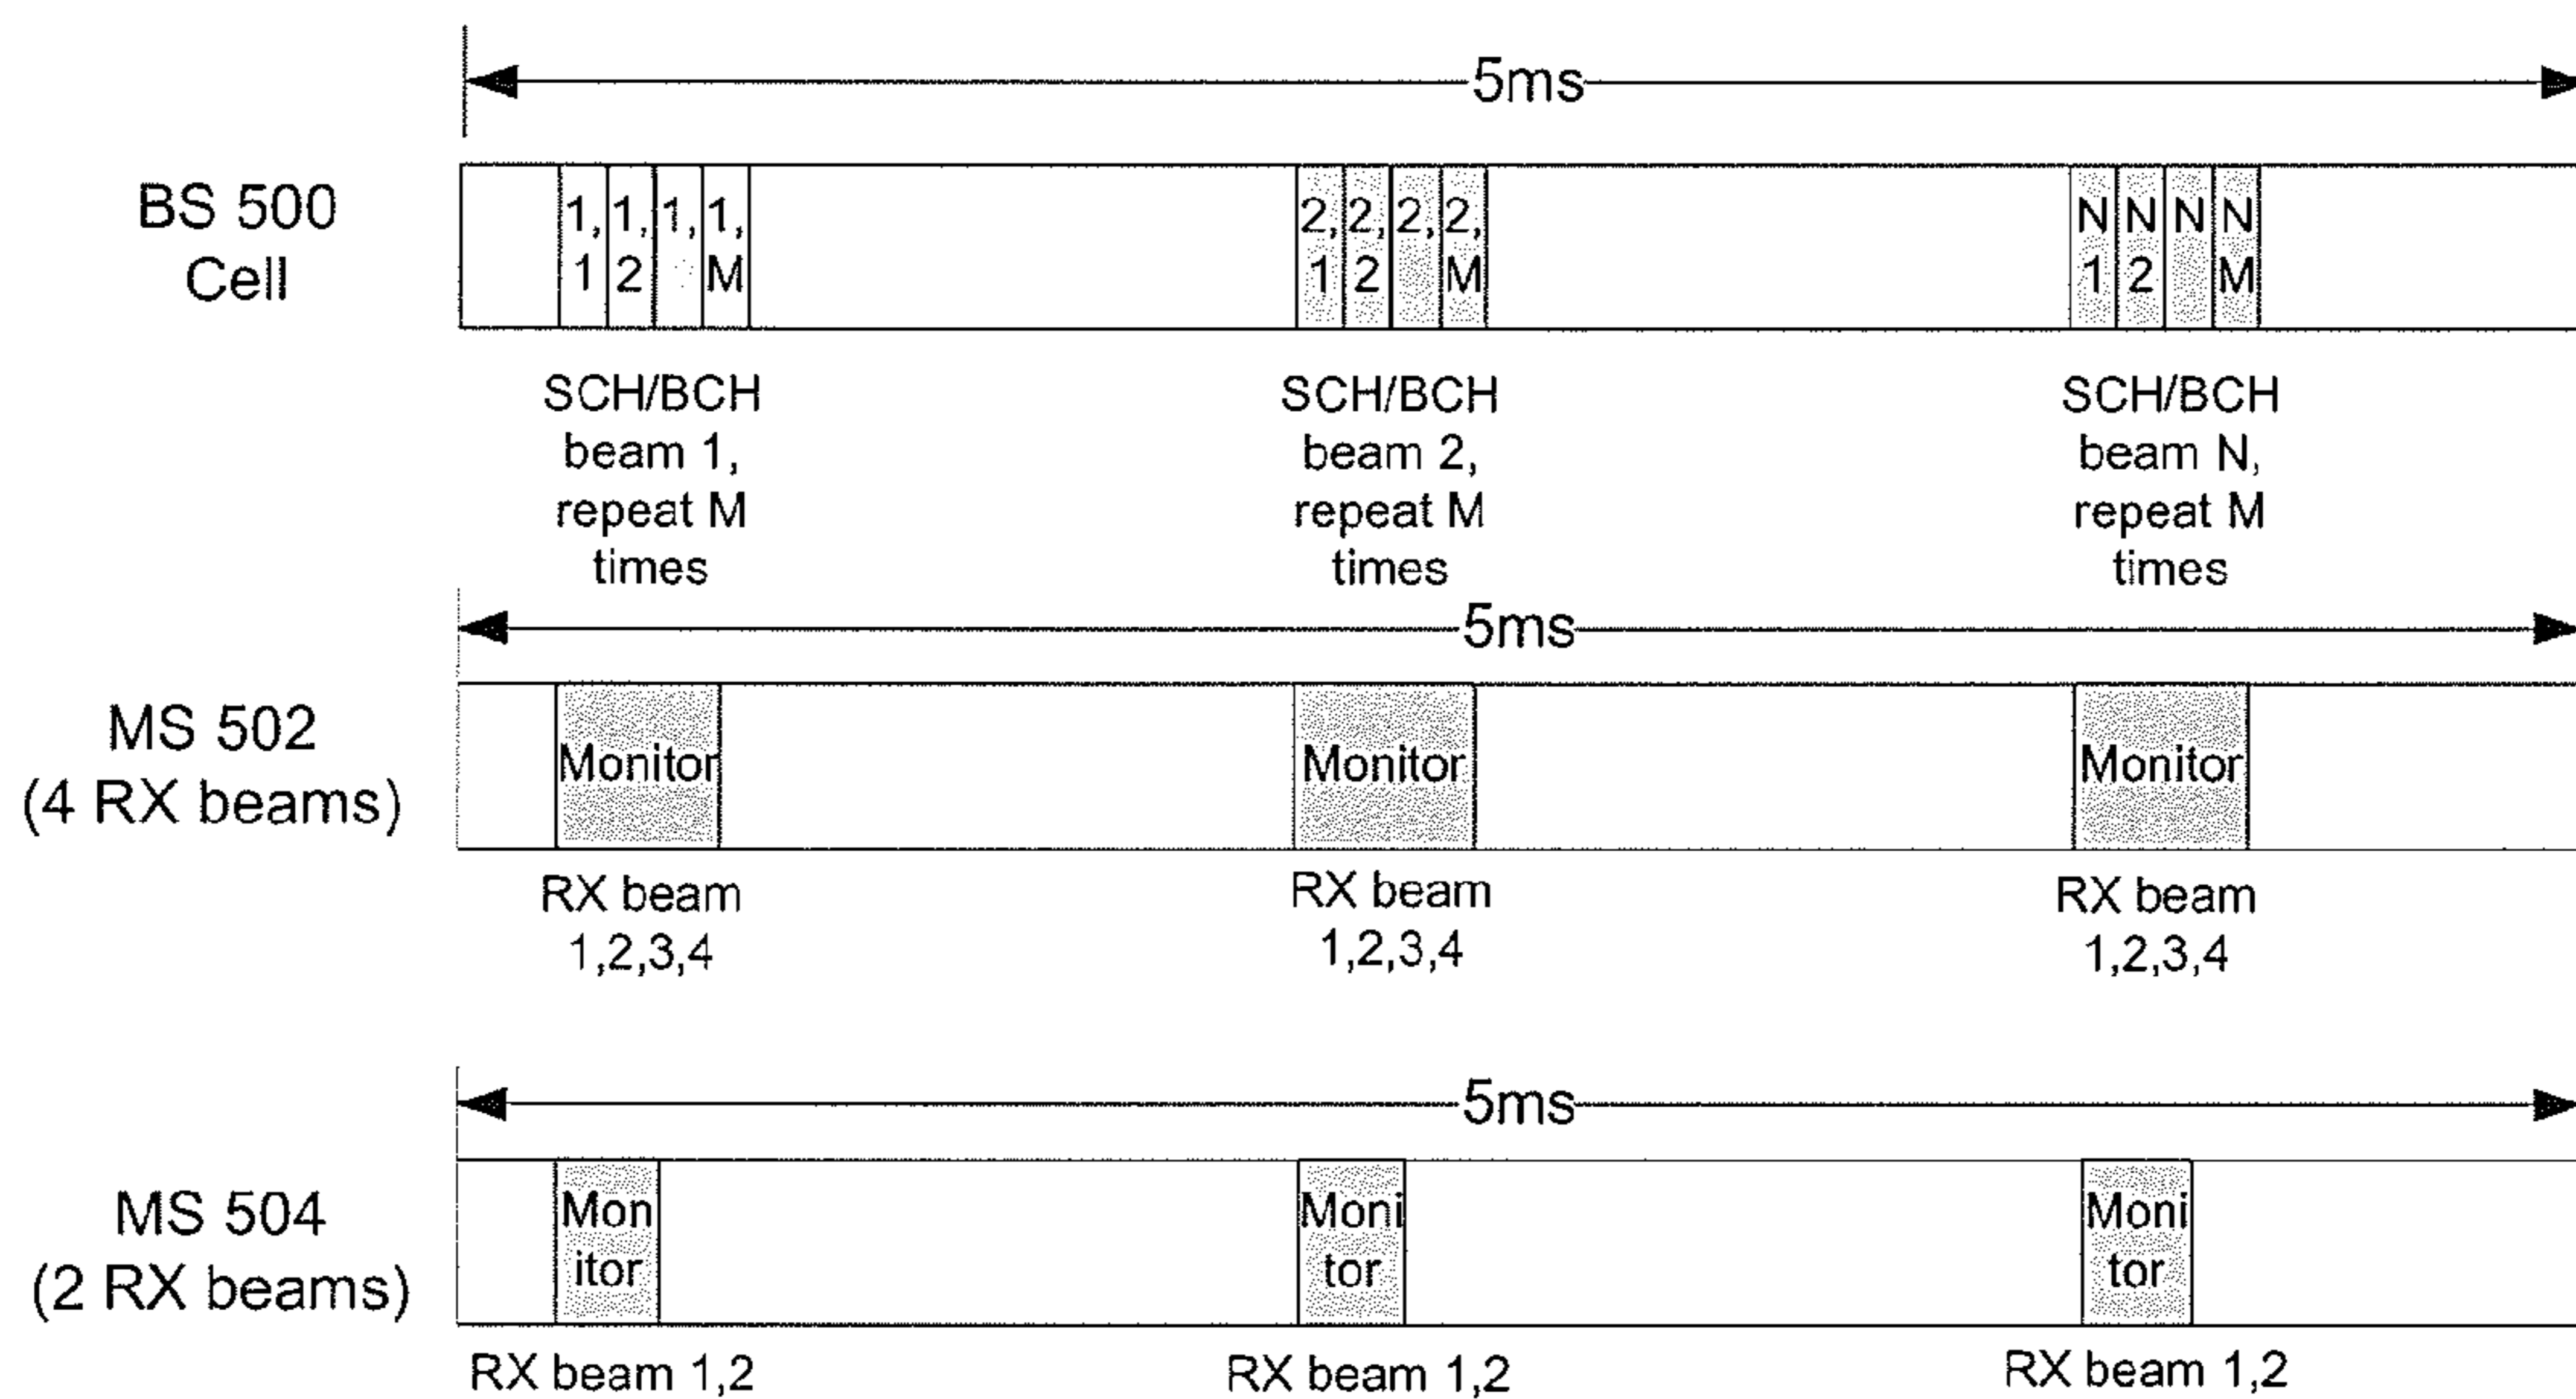 5ms
BS 500
Cell
1, 1, 1, 1,
1 2 M
2, 2, 2, 2,
1 2 M
N N N N
1 2 M
SCH/BCH
beam 1,
repeat M
times
SCH/BCH
beam 2,
repeat M
times
SCH/BCH
beam N,
repeat M
times
5ms
MS 502
(4 RX beams)
Monitor
Monitor
Monitor
RX beam
1,2,3,4
RX beam
1,2,3,4
RX beam
1,2,3,4
5ms
MS 504
(2 RX beams)
Mon
itor
Moni
tor
Moni
tor
RX beam 1,2
RX beam 1,2
RX beam 1,2